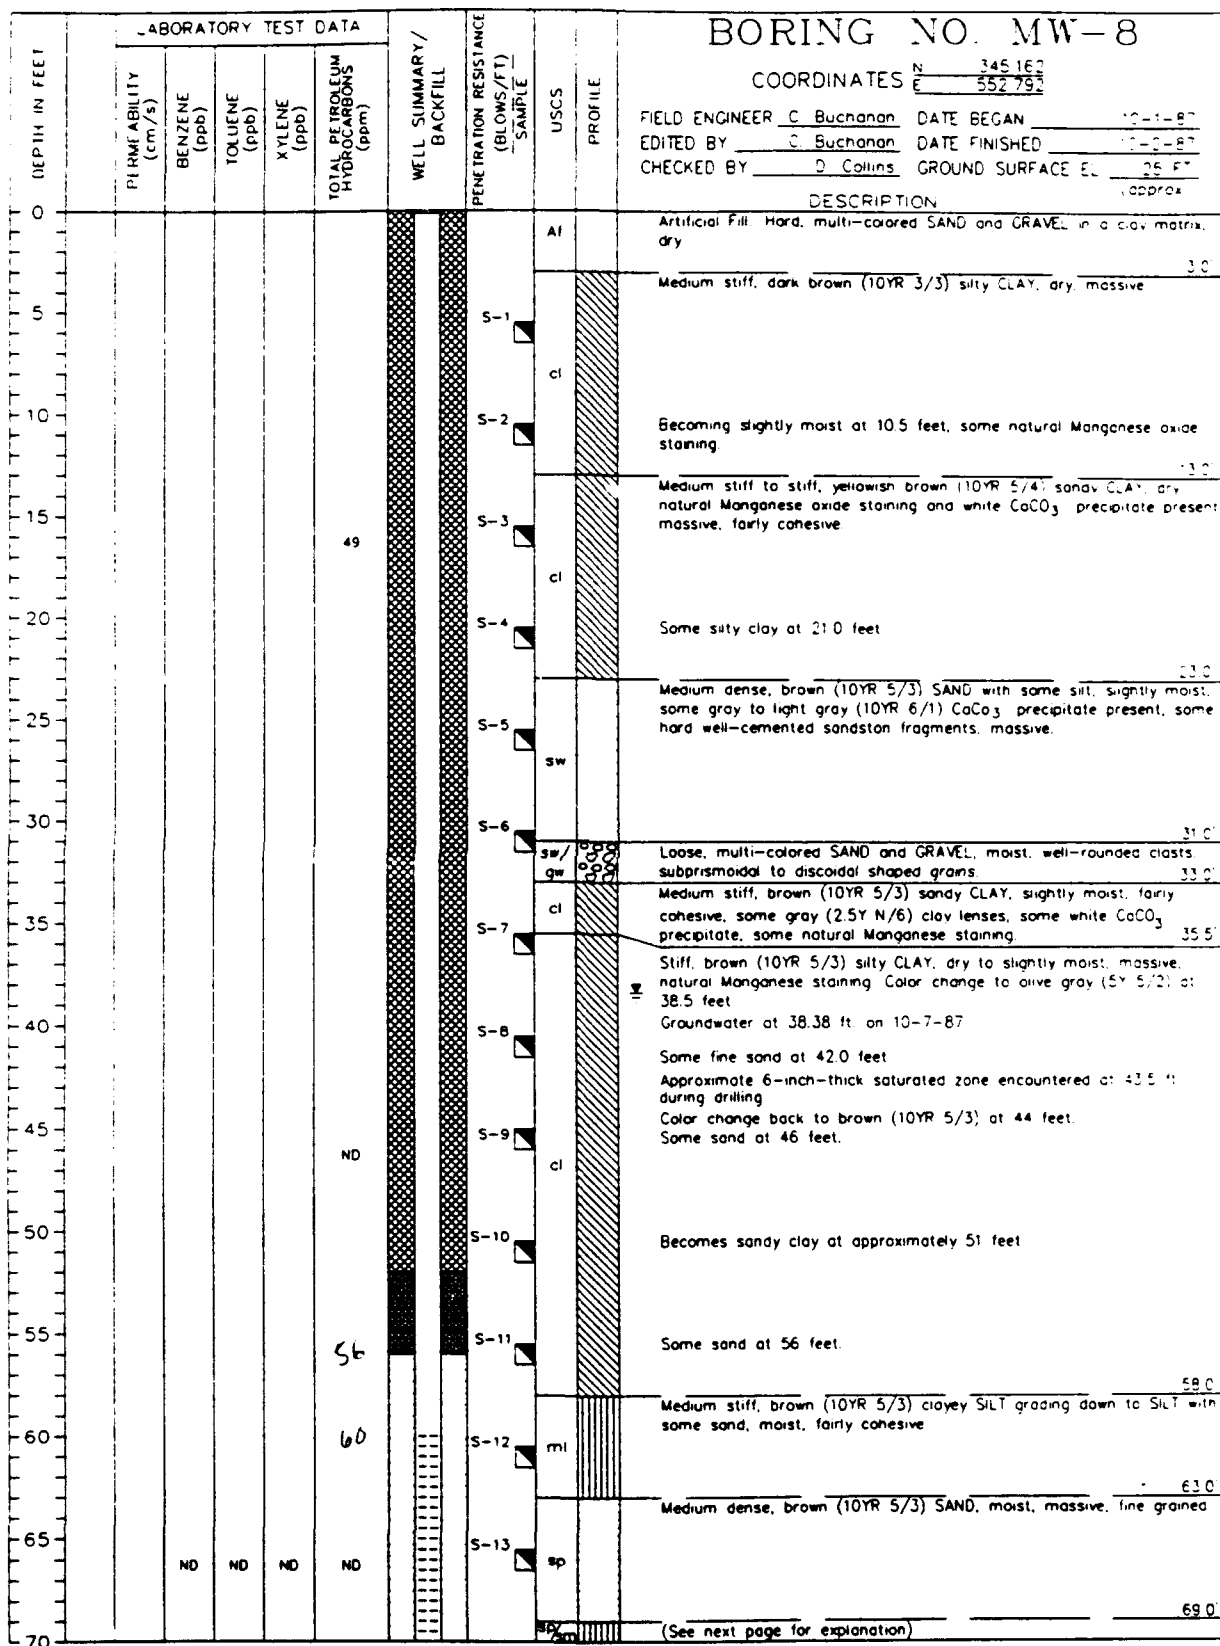 BORING NO. MW-8
COORDINATES N 345 162
E 552 792
FIELD ENGINEER C Buchanan DATE BEGAN 10-1-87
EDITED BY C. Buchanan DATE FINISHED
CHECKED BY D Collins GROUND SURFACE EL
approx
DESCRIPTION
LABORATORY TEST DATA
DEPTH IN FEET
PERMEABILITY (cm/s)
BENZENE (ppb)
TOLUENE (ppb)
XYLENE (ppb)
TOTAL PETROLEUM HYDROCARBONS (ppm)
WELL SUMMARY/ BACKFILL
PENETRATION RESISTANCE (BLOWS/FT) SAMPLE
USCS
PROFILE
0
Af
Artificial Fill. Hard, multi-colored SAND and GRAVEL in a clay matrix,
dry
3.0'
Medium stiff, dark brown (10YR 3/3) silty CLAY, dry, massive
5
S-1
cl
10
S-2
Becoming slightly moist at 10.5 feet, some natural Manganese oxide
staining.
13.0'
Medium stiff to stiff, yellowish brown (10YR 5/4) sandy CLAY, dry
natural Manganese oxide staining and white CaCO3 precipitate present
massive, fairly cohesive
15
S-3
49
cl
20
S-4
Some silty clay at 21.0 feet
23.0
Medium dense, brown (10YR 5/3) SAND with some silt, slightly moist,
some gray to light gray (10YR 6/1) CaCo3 precipitate present, some
hard well-cemented sandston fragments, massive.
25
S-5
sw
30
S-6
31.0'
sw/
gw
Loose, multi-colored SAND and GRAVEL, moist, well-rounded clasts
subprismoidal to discoidal shaped grains.
33.0'
Medium stiff, brown (10YR 5/3) sandy CLAY, slightly moist, fairly
cohesive, some gray (2.5Y N/6) clay lenses, some white CaCO3
precipitate, some natural Manganese staining.
35.5'
cl
35
S-7
Stiff, brown (10YR 5/3) silty CLAY, dry to slightly moist, massive,
natural Manganese staining Color change to olive gray (5Y 5/2) at
38.5 feet
Groundwater at 38.38 ft. on 10-7-87
40
S-8
Some fine sand at 42.0 feet
Approximate 6-inch-thick saturated zone encountered at 43.5 ft
during drilling
Color change back to brown (10YR 5/3) at 44 feet.
45
S-9
Some sand at 46 feet.
ND
cl
50
S-10
Becomes sandy clay at approximately 51 feet
55
S-11
Some sand at 56 feet.
56
58.0
Medium stiff, brown (10YR 5/3) clayey SILT grading down to SILT with
some sand, moist, fairly cohesive
60
60
S-12
ml
63.0'
Medium dense, brown (10YR 5/3) SAND, moist, massive, fine grained
65
S-13
sp
ND ND ND ND
69.0'
70
sp/
sm
(See next page for explanation)